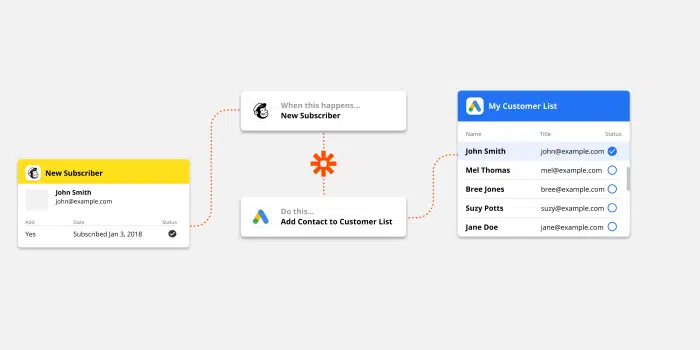 New Subscriber
John Smith
john@example.com
Add Date Status
Yes Subscribed Jan 3, 2018
When this happens...
New Subscriber
Do this...
Add Contact to Customer List
My Customer List
Name Title Status
John Smith john@example.com
Mel Thomas mel@example.com
Bree Jones bree@example.com
Suzy Potts suzy@example.com
Jane Doe jane@example.com